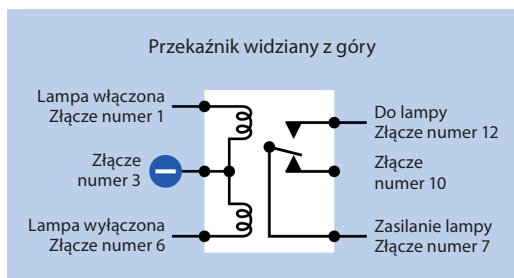 Przekaźnik widziany z góry
Lampa włączona
Złącze numer 1
Złącze
numer 3
Lampa wyłączona
Złącze numer 6
Do lampy
Złącze numer 12
Złącze
numer 10
Zasilanie lampy
Złącze numer 7